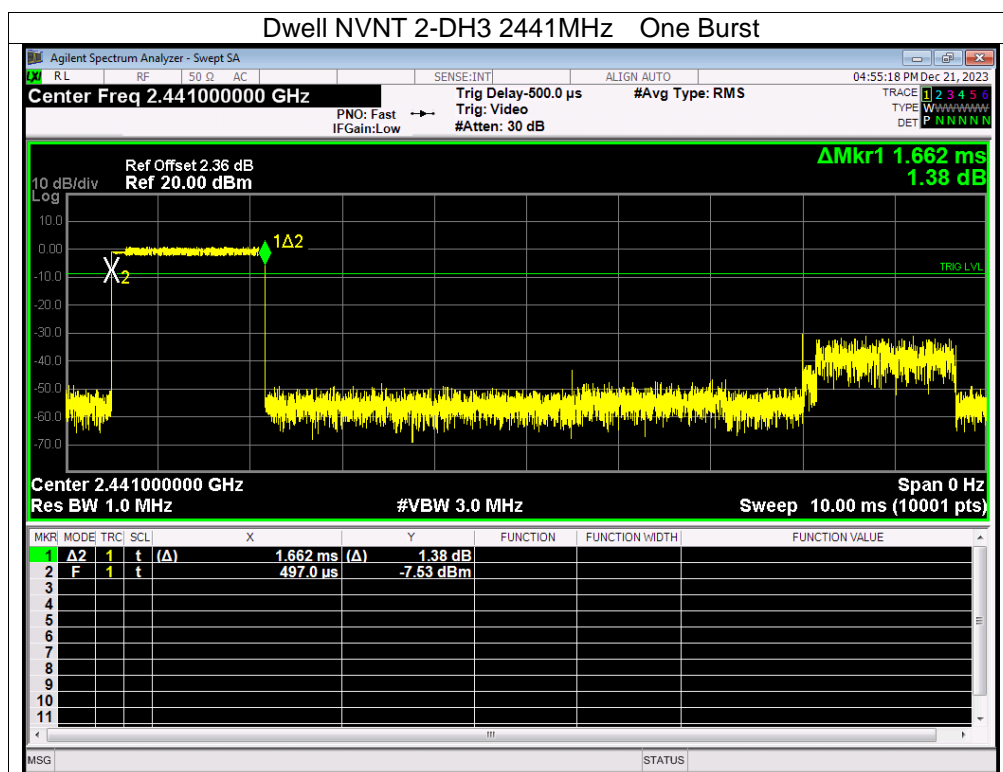 Dwell NVNT 2-DH3 2441MHz One Burst
Agilent Spectrum Analyzer - Swept SA
LXI RL RF 50 Ω AC SENSE:INT ALIGN AUTO 04:55:18 PM Dec 21, 2023
Center Freq 2.441000000 GHz Trig Delay-500.0 µs #Avg Type: RMS TRACE 1 2 3 4 5 6
PNO: Fast Trig: Video TYPE WWWWWW
IFGain:Low #Atten: 30 dB DET P N N N N N
ΔMkr1 1.662 ms
1.38 dB
Ref Offset 2.36 dB
10 dB/div Ref 20.00 dBm
Log
10.0
0.00
1Δ2
2
TRIG LVL
-10.0
-20.0
-30.0
-40.0
-50.0
-60.0
-70.0
Center 2.441000000 GHz Span 0 Hz
Res BW 1.0 MHz #VBW 3.0 MHz Sweep 10.00 ms (10001 pts)
MKR MODE TRC SCL X Y FUNCTION FUNCTION WIDTH FUNCTION VALUE
1 Δ2 1 t (Δ) 1.662 ms (Δ) 1.38 dB
2 F 1 t 497.0 µs -7.53 dBm
3
4
5
6
7
8
9
10
11
MSG STATUS